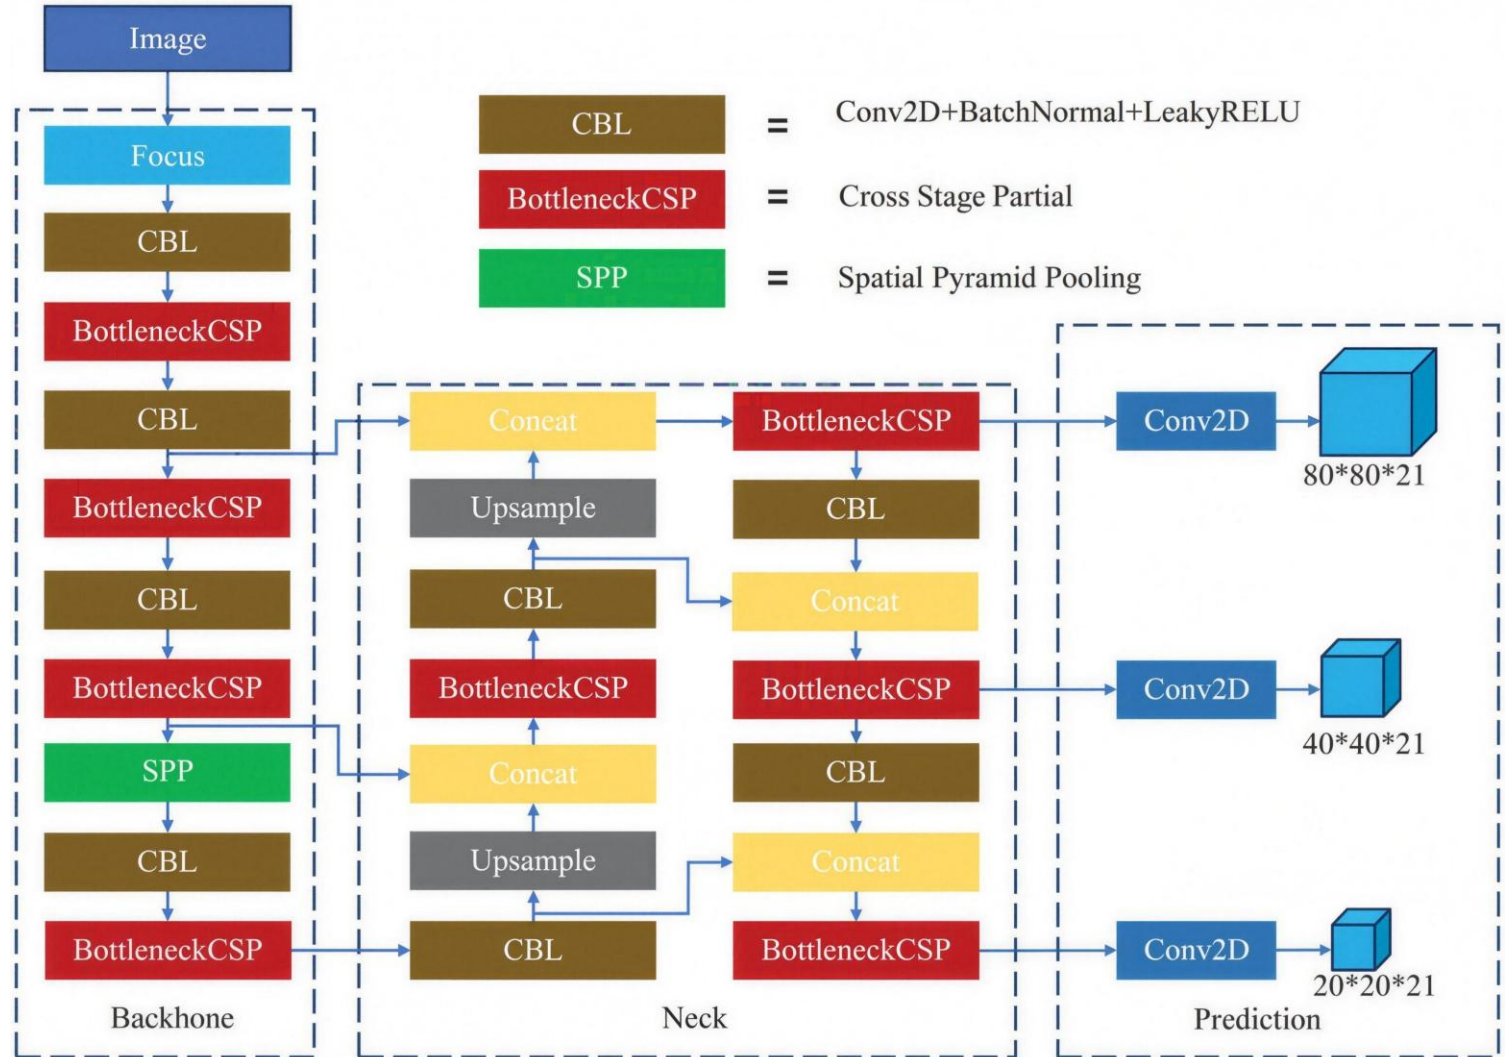 Image
Focus
CBL
BottleneckCSP
CBL
BottleneckCSP
CBL
BottleneckCSP
SPP
CBL
BottleneckCSP
Backhone
CBL
=
Conv2D+BatchNormal+LeakyRELU
BottleneckCSP
=
Cross Stage Partial
SPP
=
Spatial Pyramid Pooling
Concat
Upsample
CBL
BottleneckCSP
Concat
Upsample
CBL
BottleneckCSP
CBL
Concat
BottleneckCSP
CBL
Concat
BottleneckCSP
Neck
Conv2D
80*80*21
Conv2D
40*40*21
Conv2D
20*20*21
Prediction